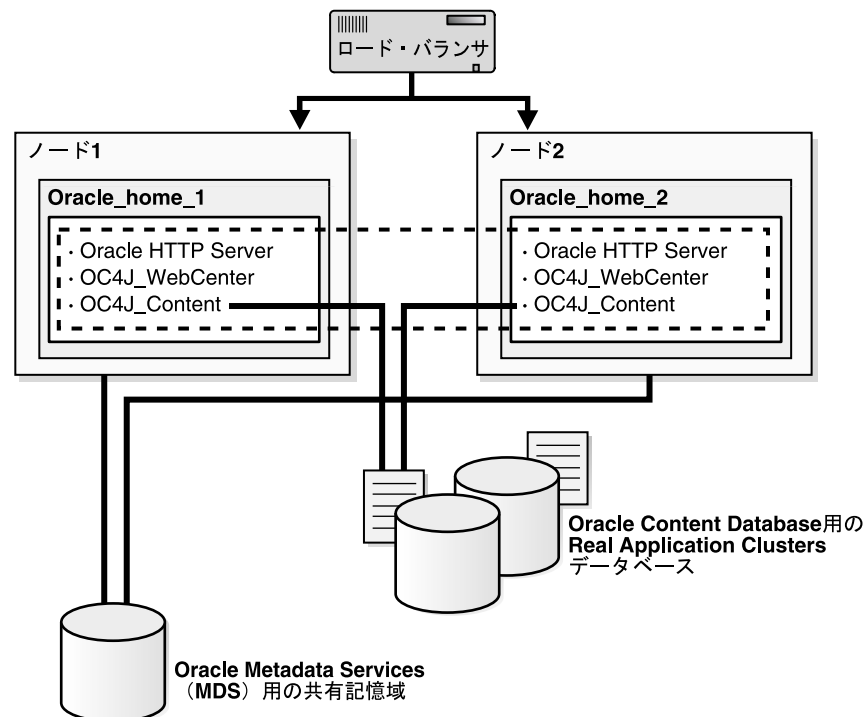 ロード・バランサ
ノード1
Oracle_home_1
・Oracle HTTP Server
・OC4J_WebCenter
・OC4J_Content
ノード2
Oracle_home_2
・Oracle HTTP Server
・OC4J_WebCenter
・OC4J_Content
Oracle Content Database用の
Real Application Clusters
データベース
Oracle Metadata Services
（MDS）用の共有記憶域